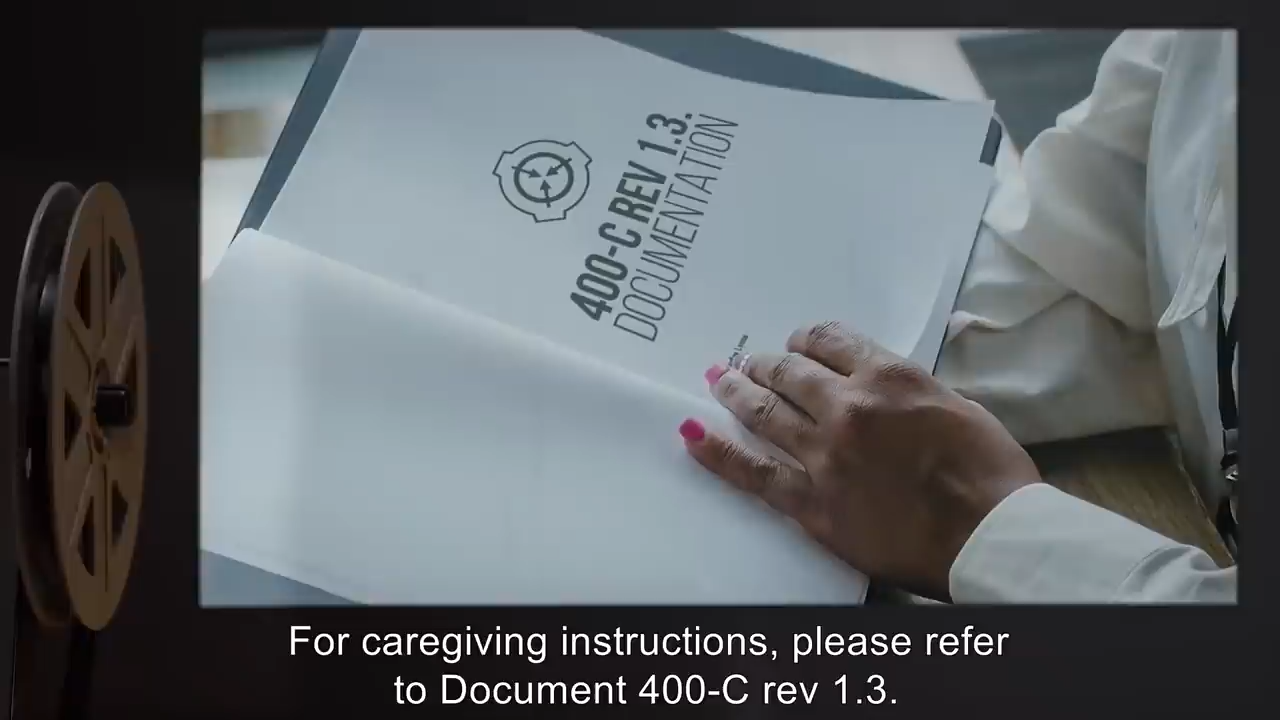 400-C REV 1.3.
DOCUMENTATION
For caregiving instructions, please refer
to Document 400-C rev 1.3.